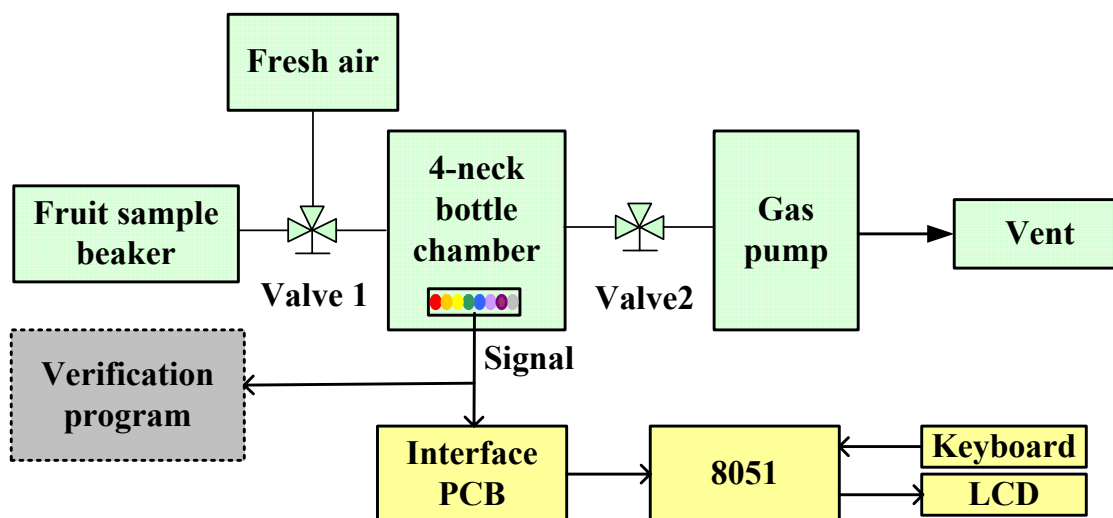 Fresh air
Fruit sample
beaker
Valve 1
4-neck
bottle
chamber
Valve2
Gas
pump
Vent
Signal
Verification
program
Interface
PCB
8051
Keyboard
LCD